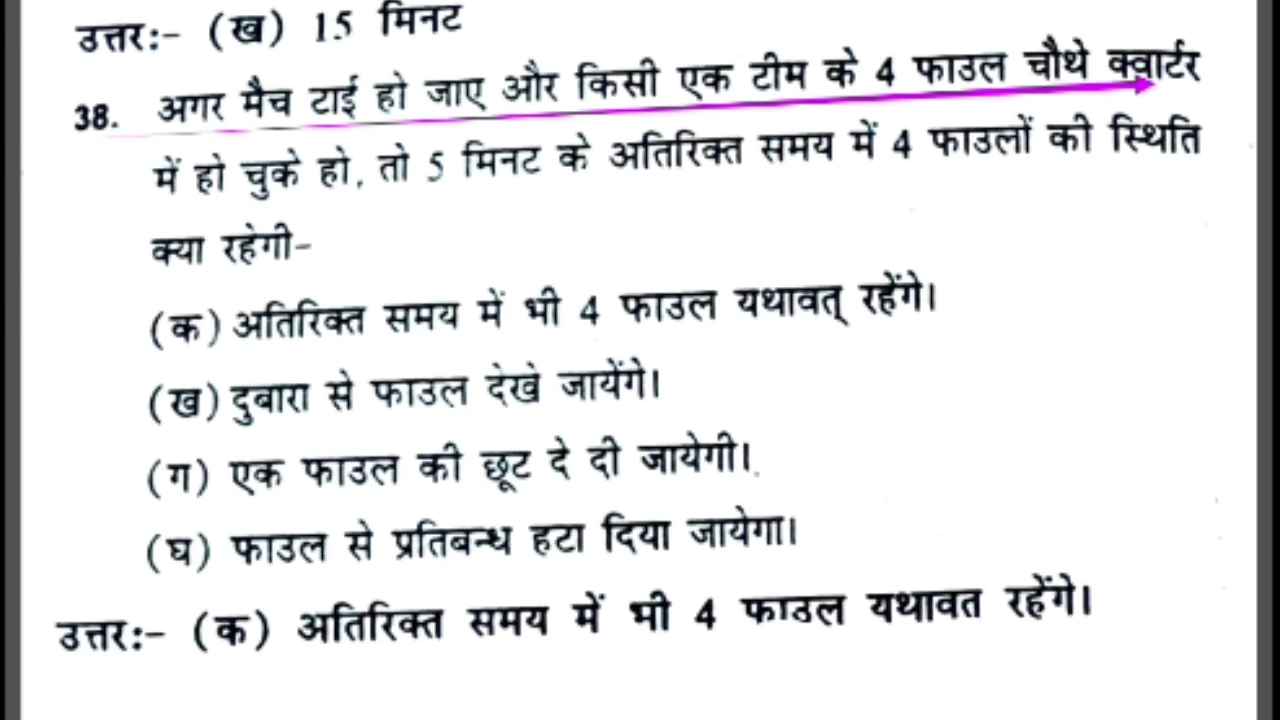 उत्तर:- (ख) 15 मिनट
38. अगर मैच टाई हो जाए और किसी एक टीम के 4 फाउल चौथे क्वार्टर
में हो चुके हो, तो 5 मिनट के अतिरिक्त समय में 4 फाउलों की स्थिति
क्या रहेगी-
(क) अतिरिक्त समय में भी 4 फाउल यथावत् रहेंगे।
(ख) दुबारा से फाउल देखे जायेंगे।
(ग) एक फाउल की छूट दे दी जायेगी।
(घ) फाउल से प्रतिबन्ध हटा दिया जायेगा।
उत्तर:- (क) अतिरिक्त समय में भी 4 फाउल यथावत रहेंगे।